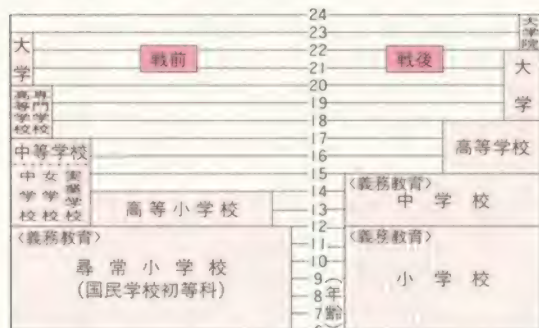 24
23
22
21
20
19
18
17
16
15
14
13
12
11
10
9
8
7
(年齢)
戦前
大学
高等学校
専門学校
中等学校
中学校
女学校
実業学校
高等小学校
〈義務教育〉
尋常小学校
(国民学校初等科)
戦後
大学院
大学
高等学校
〈義務教育〉
中学校
〈義務教育〉
小学校